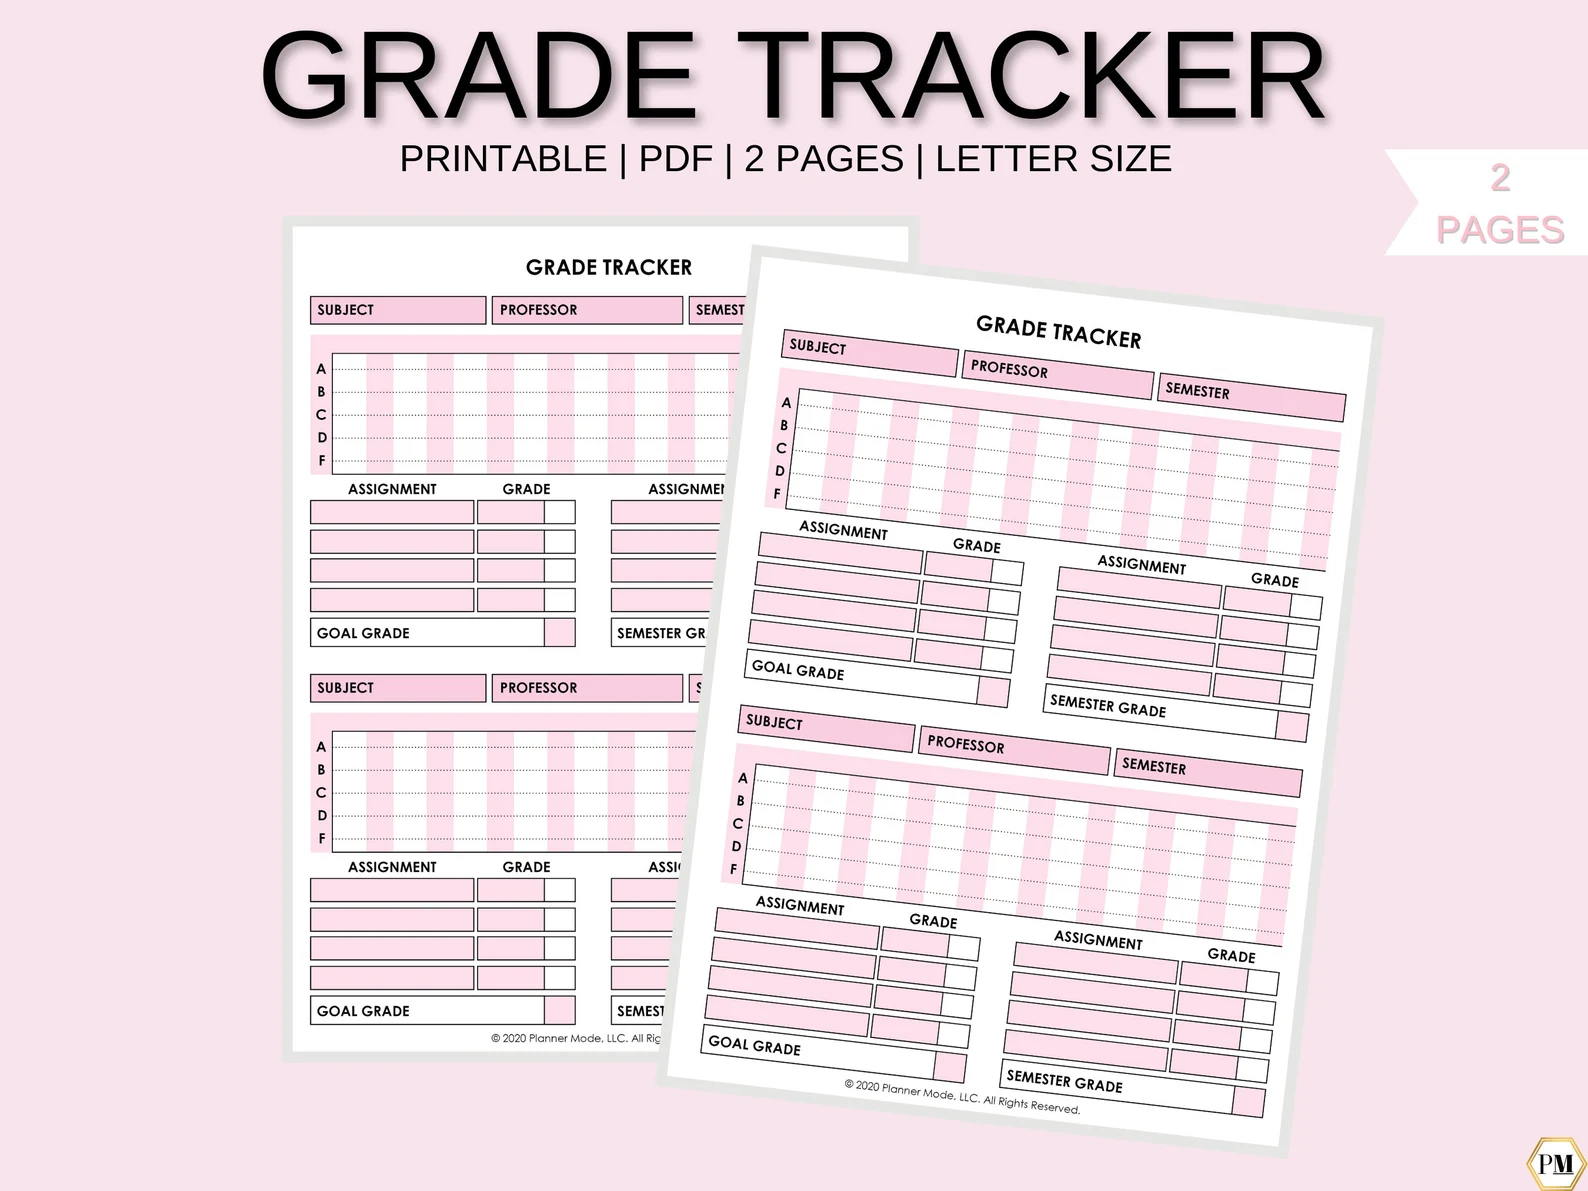 GRADE TRACKER
PRINTABLE | PDF | 2 PAGES | LETTER SIZE
2
PAGES
GRADE TRACKER
SUBJECT PROFESSOR SEMEST
A
B
C
D
F
ASSIGNMENT GRADE ASSIGNMEN
GOAL GRADE SEMESTER GR
SUBJECT PROFESSOR S
A
B
C
D
F
ASSIGNMENT GRADE ASSI
GOAL GRADE SEMEST
© 2020 Planner Mode, LLC. All Rig
GRADE TRACKER
SUBJECT PROFESSOR SEMESTER
A
B
C
D
F
ASSIGNMENT GRADE ASSIGNMENT GRADE
GOAL GRADE SEMESTER GRADE
SUBJECT PROFESSOR SEMESTER
A
B
C
D
F
ASSIGNMENT GRADE ASSIGNMENT GRADE
GOAL GRADE SEMESTER GRADE
© 2020 Planner Mode, LLC. All Rights Reserved.
PM